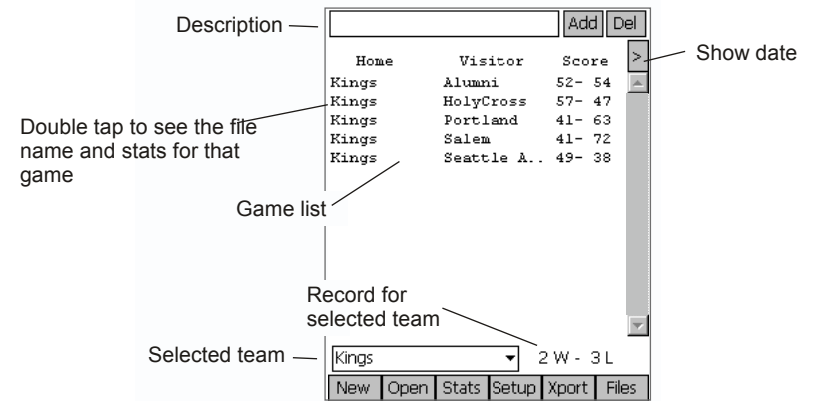 Description
Add Del
>
Show date
Home Visitor Score
Kings Alumni 52- 54
Kings HolyCross 57- 47
Kings Portland 41- 63
Kings Salem 41- 72
Kings Seattle A.. 49- 38
Double tap to see the file
name and stats for that
game
Game list
Record for
selected team
Selected team
Kings
2 W - 3 L
New Open Stats Setup Xport Files